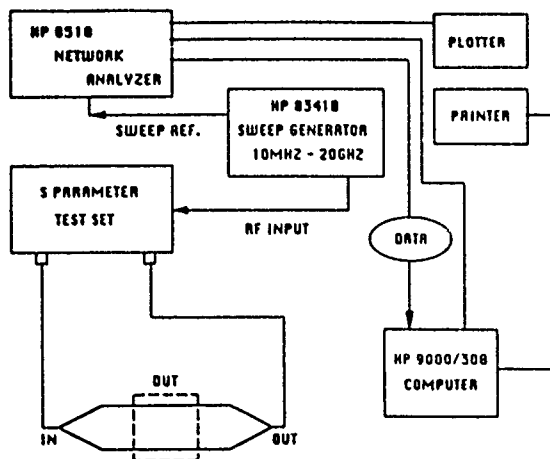 HP 8510
NETWORK
ANALYZER
PLOTTER
HP 8341B
SWEEP GENERATOR
10MHZ - 20GHZ
PRINTER
SWEEP REF.
S PARAMETER
TEST SET
RF INPUT
DATA
HP 9000/308
COMPUTER
DUT
IN
OUT